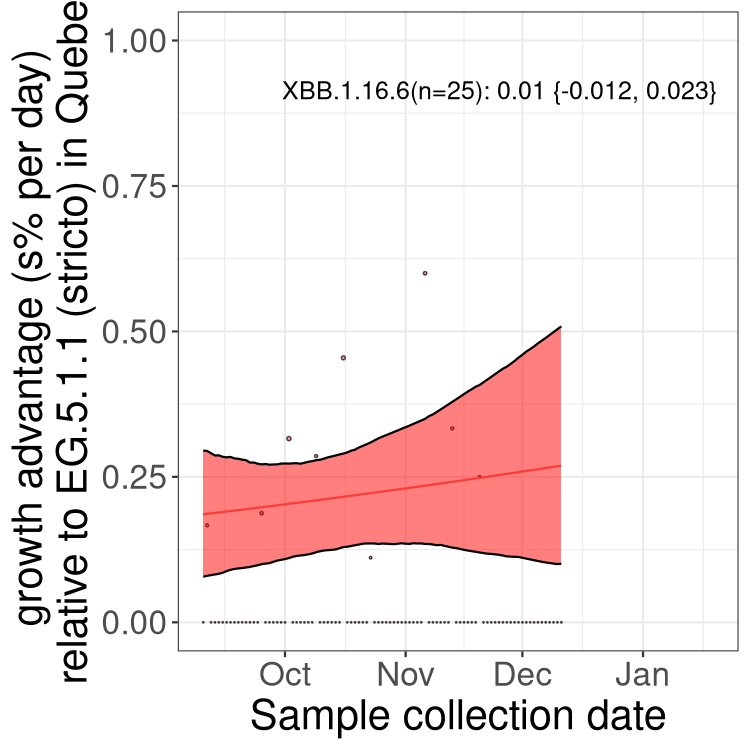 growth advantage (s% per day)
relative to EG.5.1.1 (stricto) in Quebe
1.00
0.75
0.50
0.25
0.00
XBB.1.16.6(n=25): 0.01 {-0.012, 0.023}
Oct Nov Dec Jan
Sample collection date